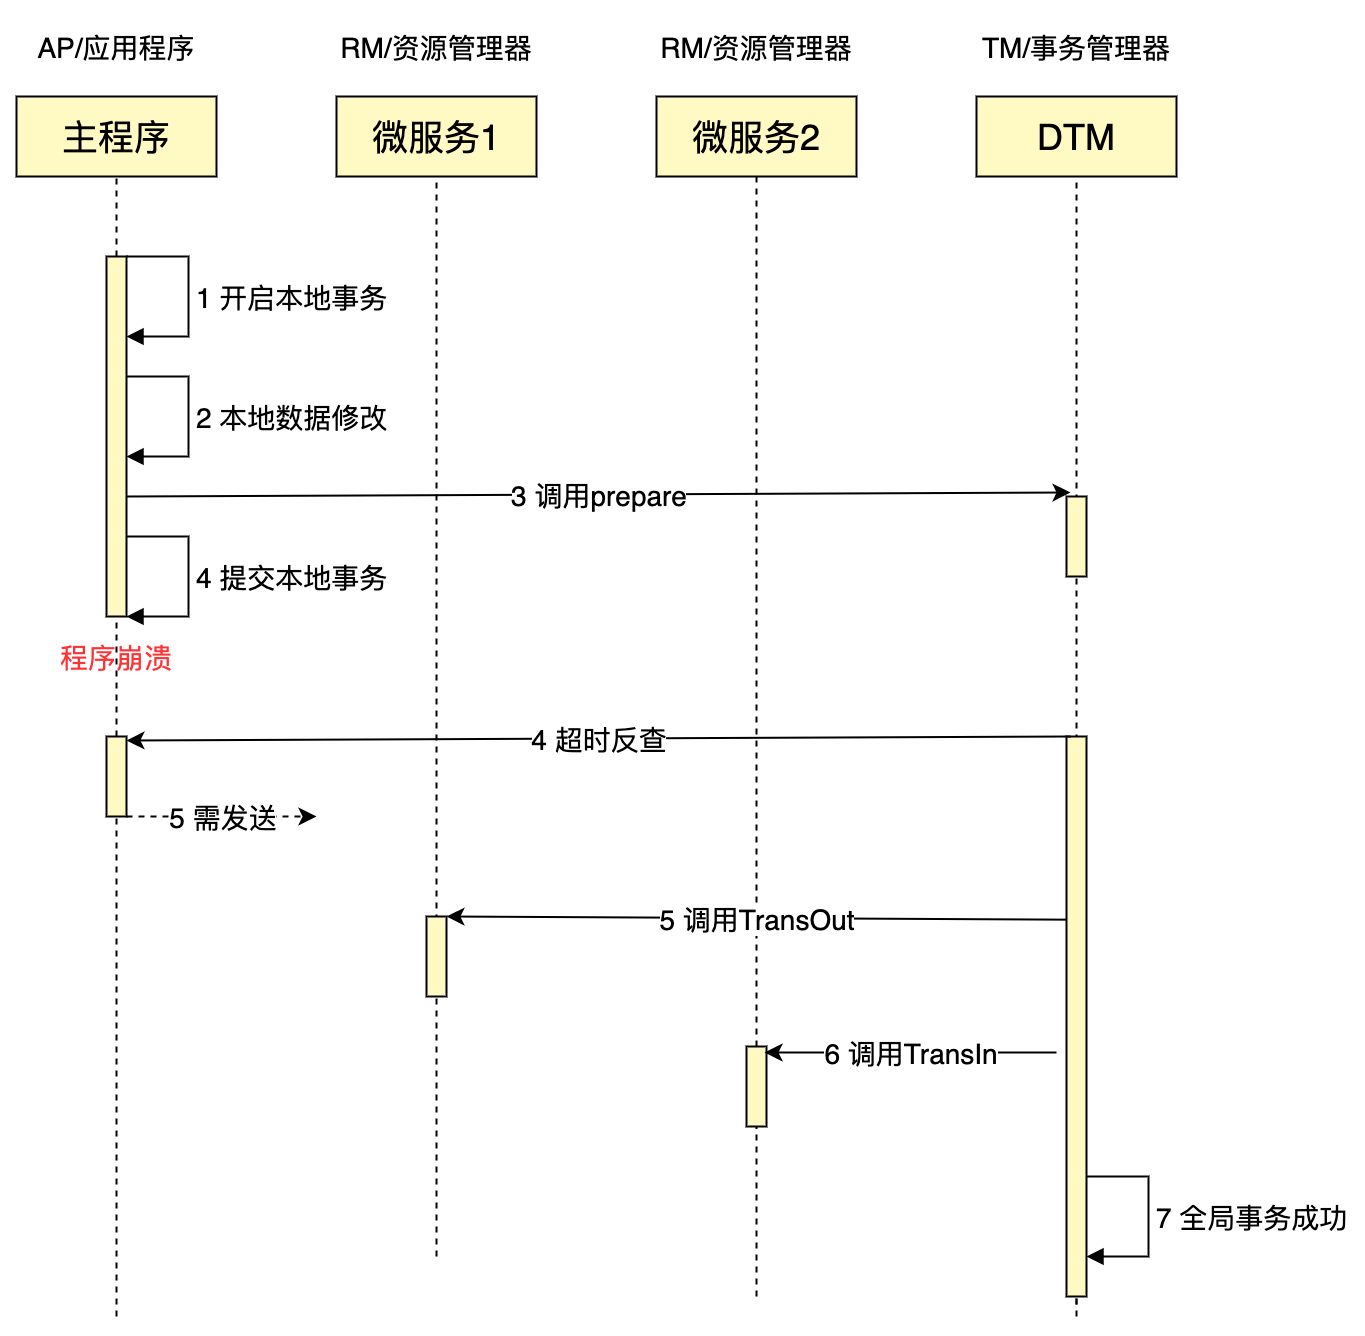 AP/应用程序
RM/资源管理器
RM/资源管理器
TM/事务管理器
主程序
微服务1
微服务2
DTM
1 开启本地事务
2 本地数据修改
3 调用prepare
4 提交本地事务
程序崩溃
4 超时反查
5 需发送
5 调用TransOut
6 调用TransIn
7 全局事务成功